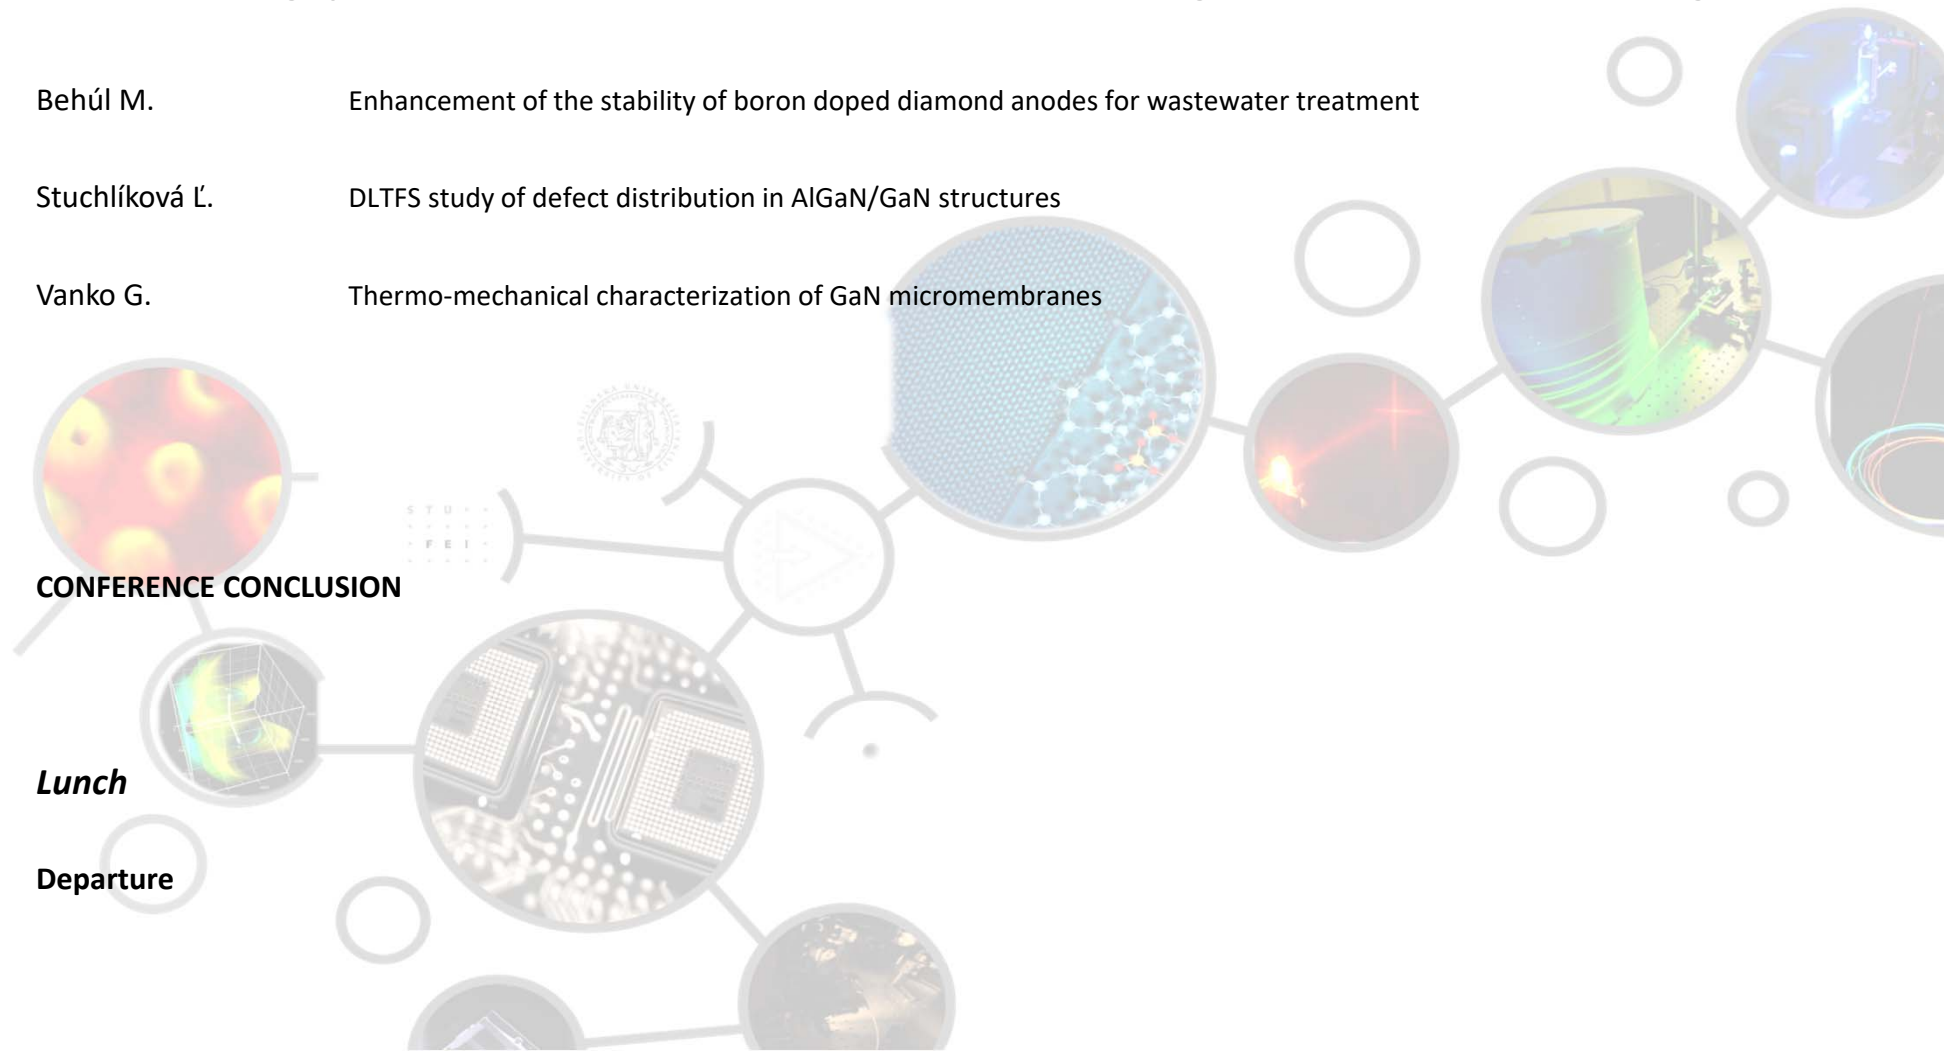 Behúl M. Enhancement of the stability of boron doped diamond anodes for wastewater treatment
Stuchlíková Ľ. DLTFS study of defect distribution in AlGaN/GaN structures
Vanko G. Thermo-mechanical characterization of GaN micromembranes
S T U
F E I
CONFERENCE CONCLUSION
Lunch
Departure